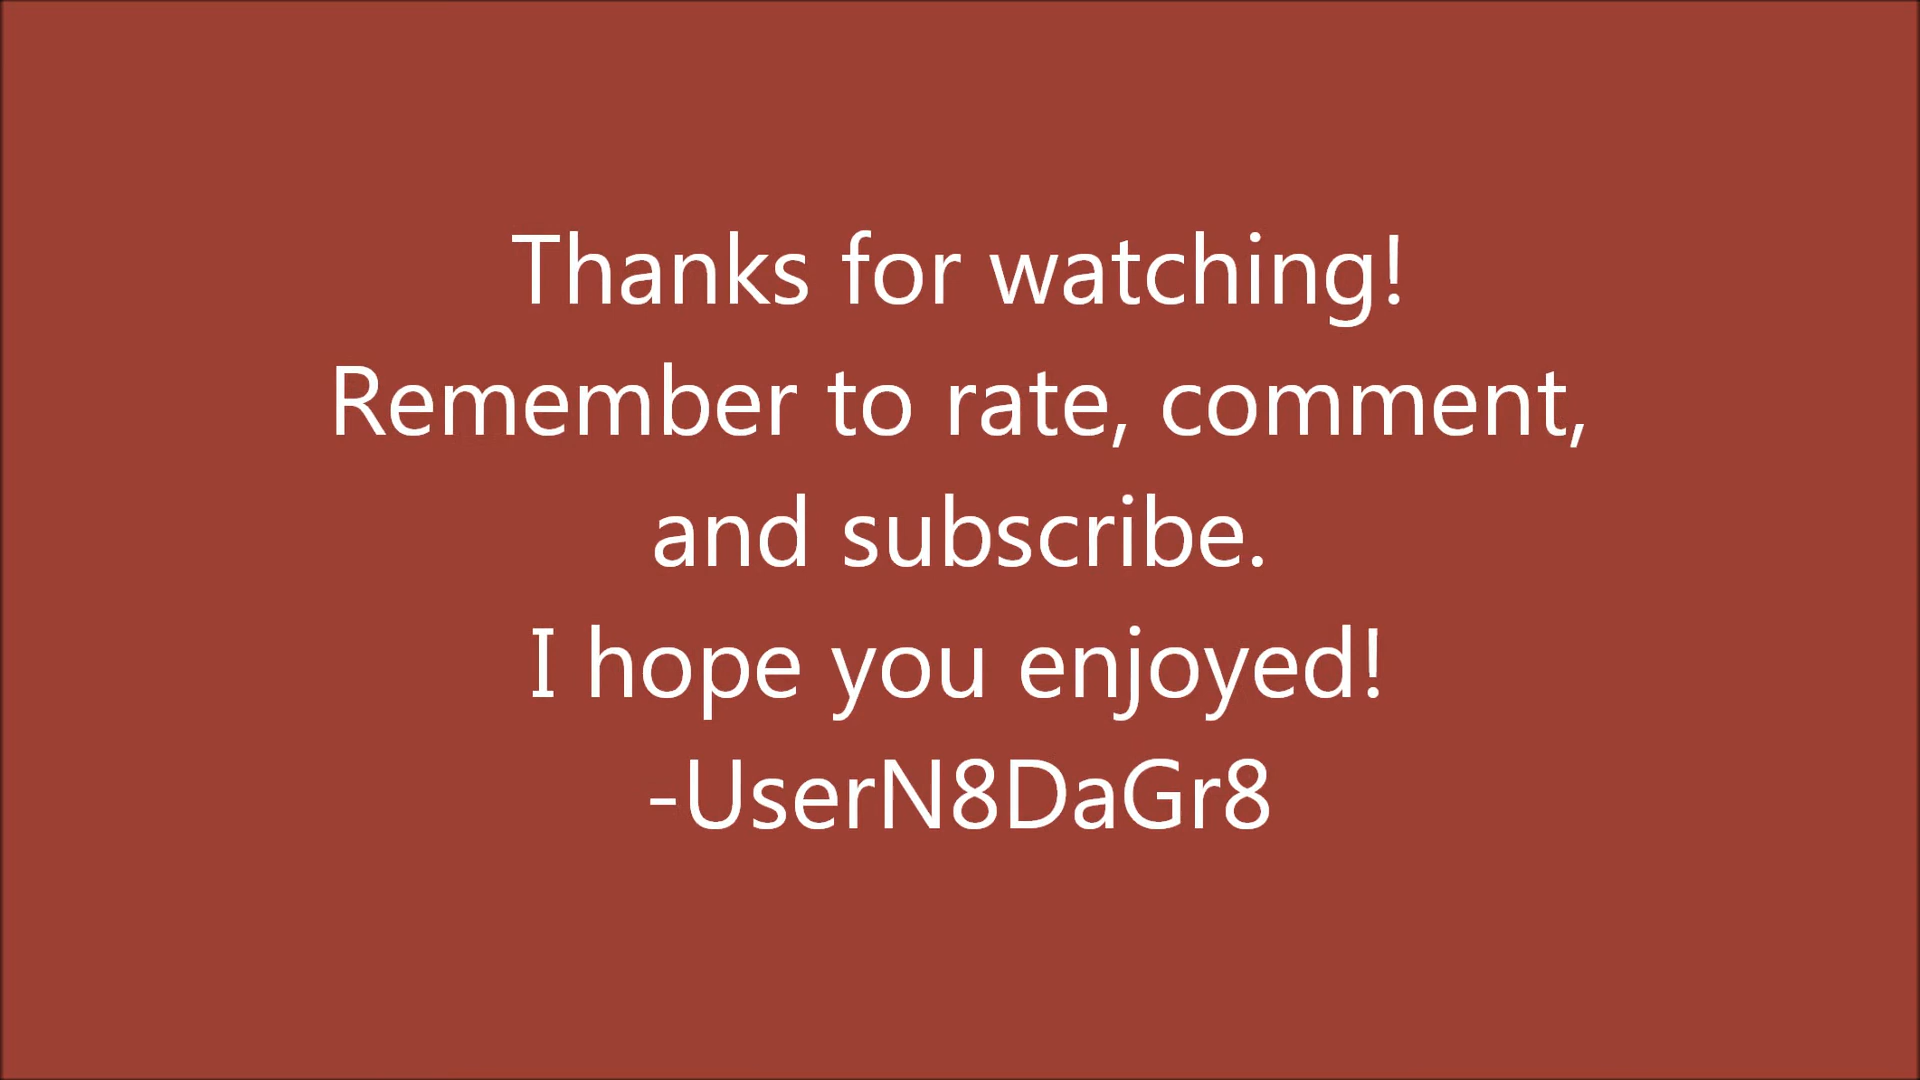 Thanks for watching!
Remember to rate, comment,
and subscribe.
I hope you enjoyed!
-UserN8DaGr8